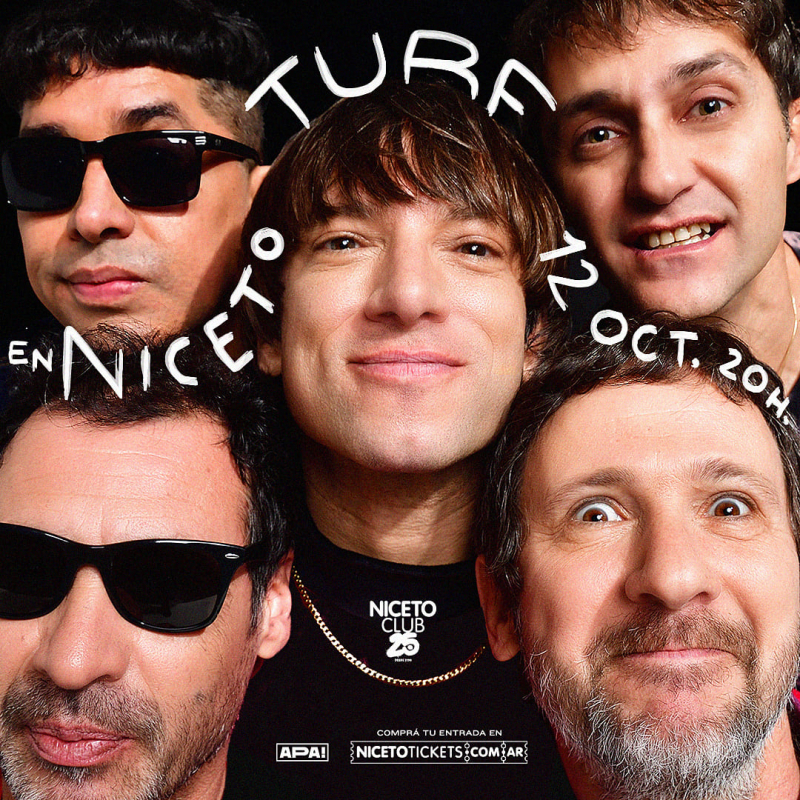 TURF
EN NICETO
12 OCT. 20H.
NICETO
CLUB
25
COMPRÁ TU ENTRADA EN
APA!
NICETOTICKETS.COM.AR